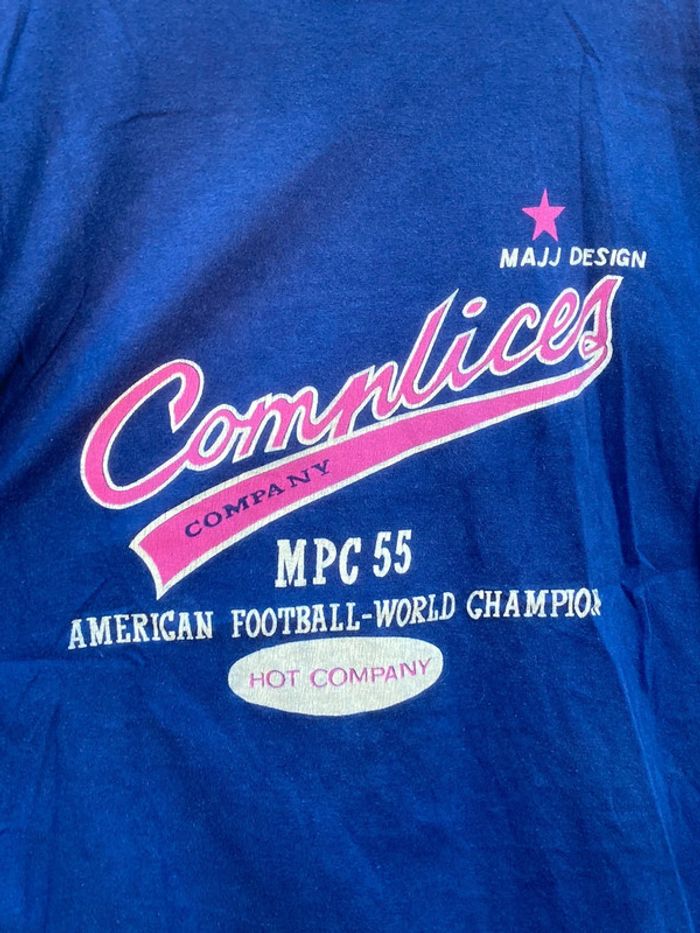 MAJJ DESIGN
Complices
COMPANY
MPC 55
AMERICAN FOOTBALL-WORLD CHAMPION
HOT COMPANY